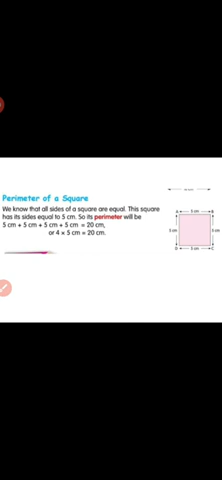 Perimeter of a Square
We know that all sides of a square are equal. This square
has its sides equal to 5 cm. So its perimeter will be
5 cm + 5 cm + 5 cm + 5 cm = 20 cm,
or 4 × 5 cm = 20 cm.
A 5 cm B
5 cm 5 cm
D 5 cm C